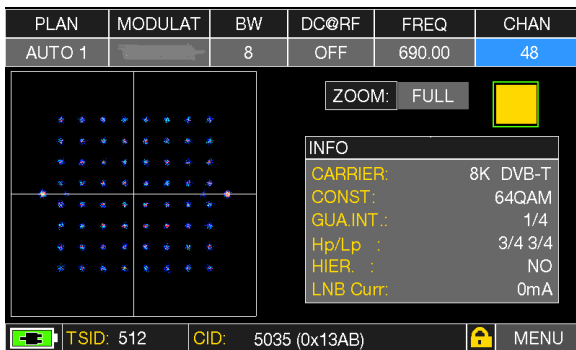 PLAN MODULAT BW DC@RF FREQ CHAN
AUTO 1 8 OFF 690.00 48
ZOOM: FULL
INFO
CARRIER: 8K DVB-T
CONST: 64QAM
GUA.INT.: 1/4
Hp/Lp : 3/4 3/4
HIER. : NO
LNB Curr: 0mA
TSID: 512 CID: 5035 (0x13AB) MENU